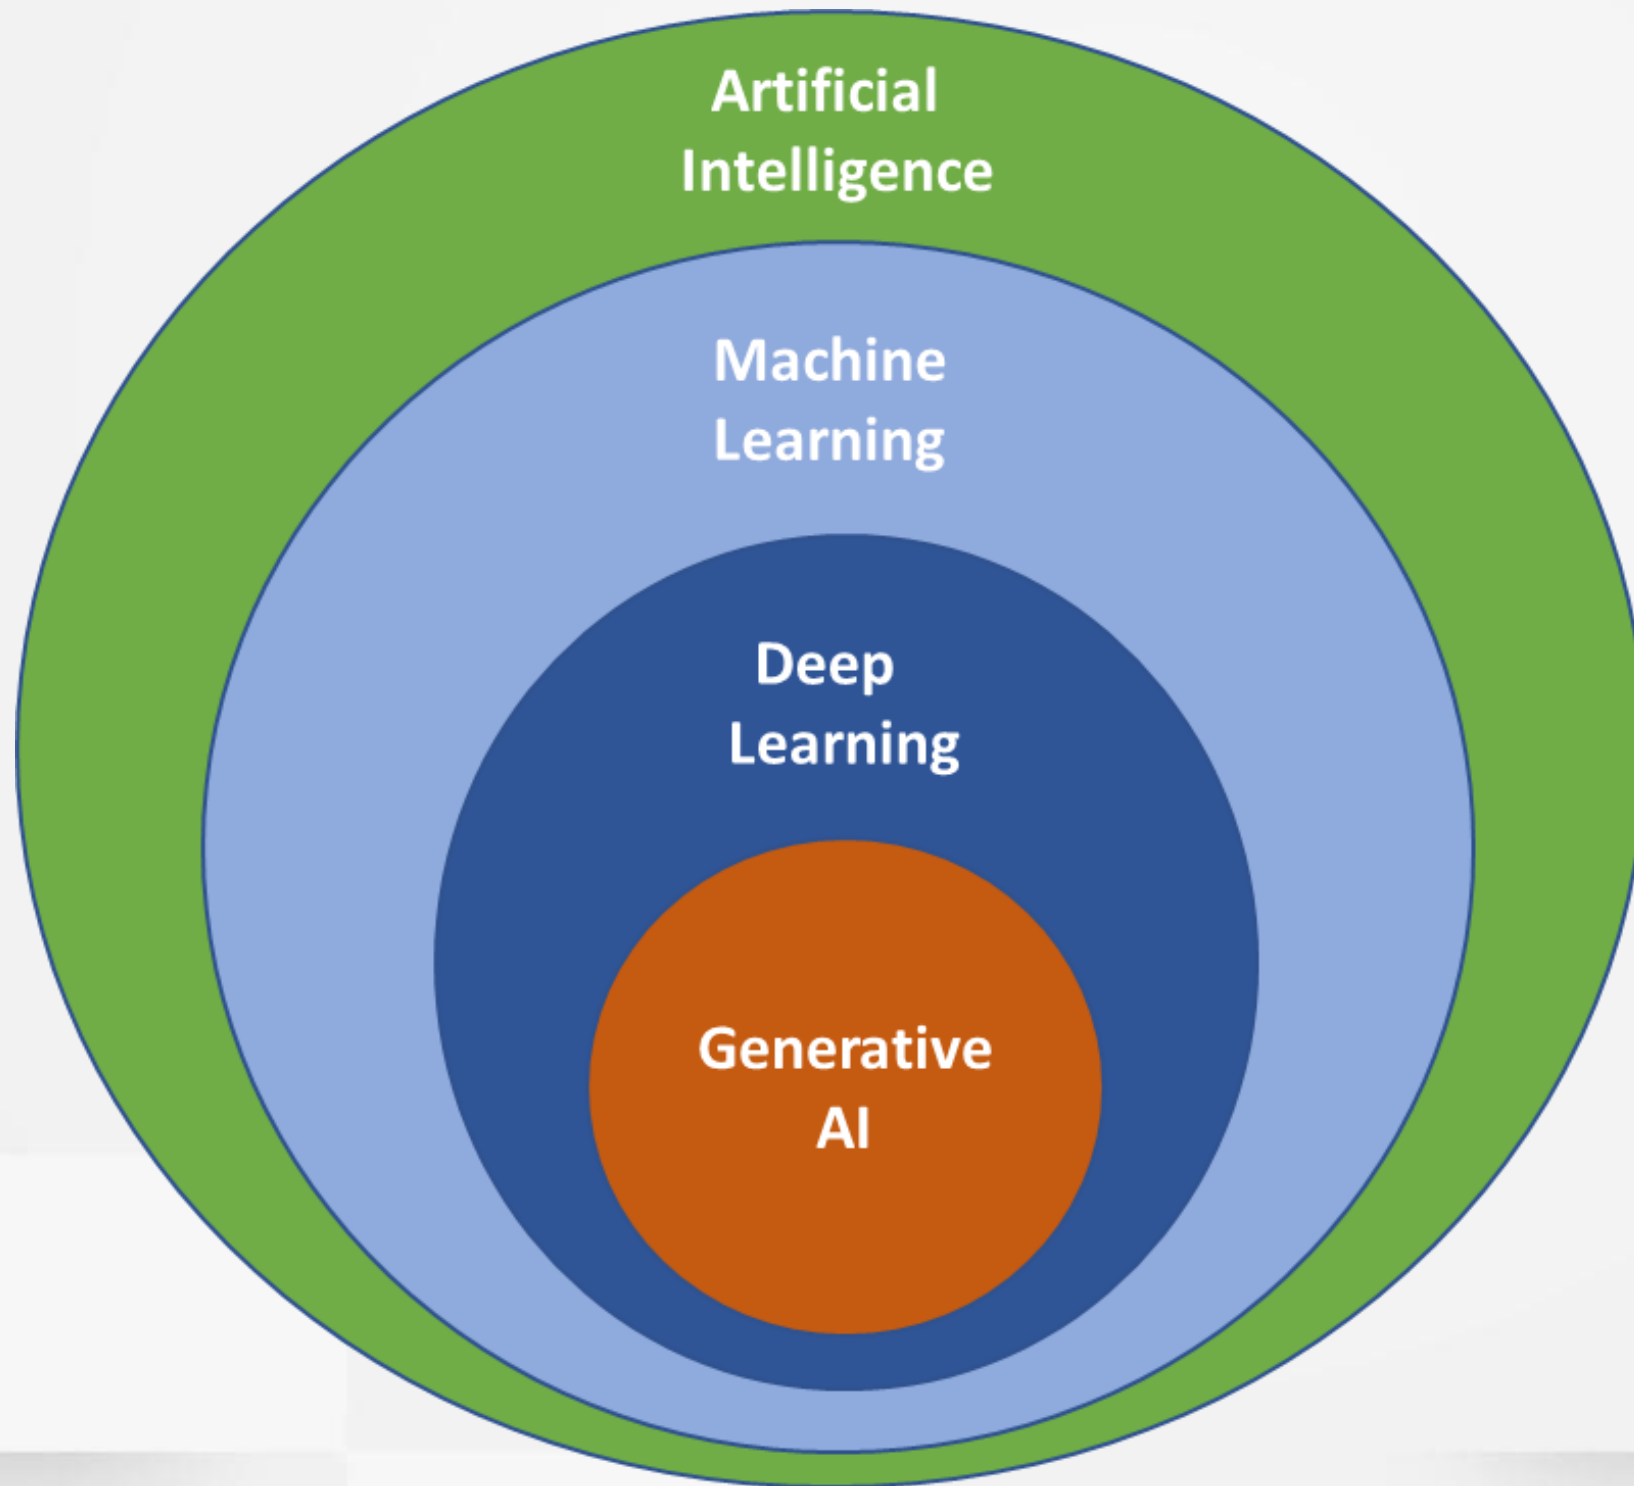 Artificial
Intelligence
Machine
Learning
Deep
Learning
Generative
AI